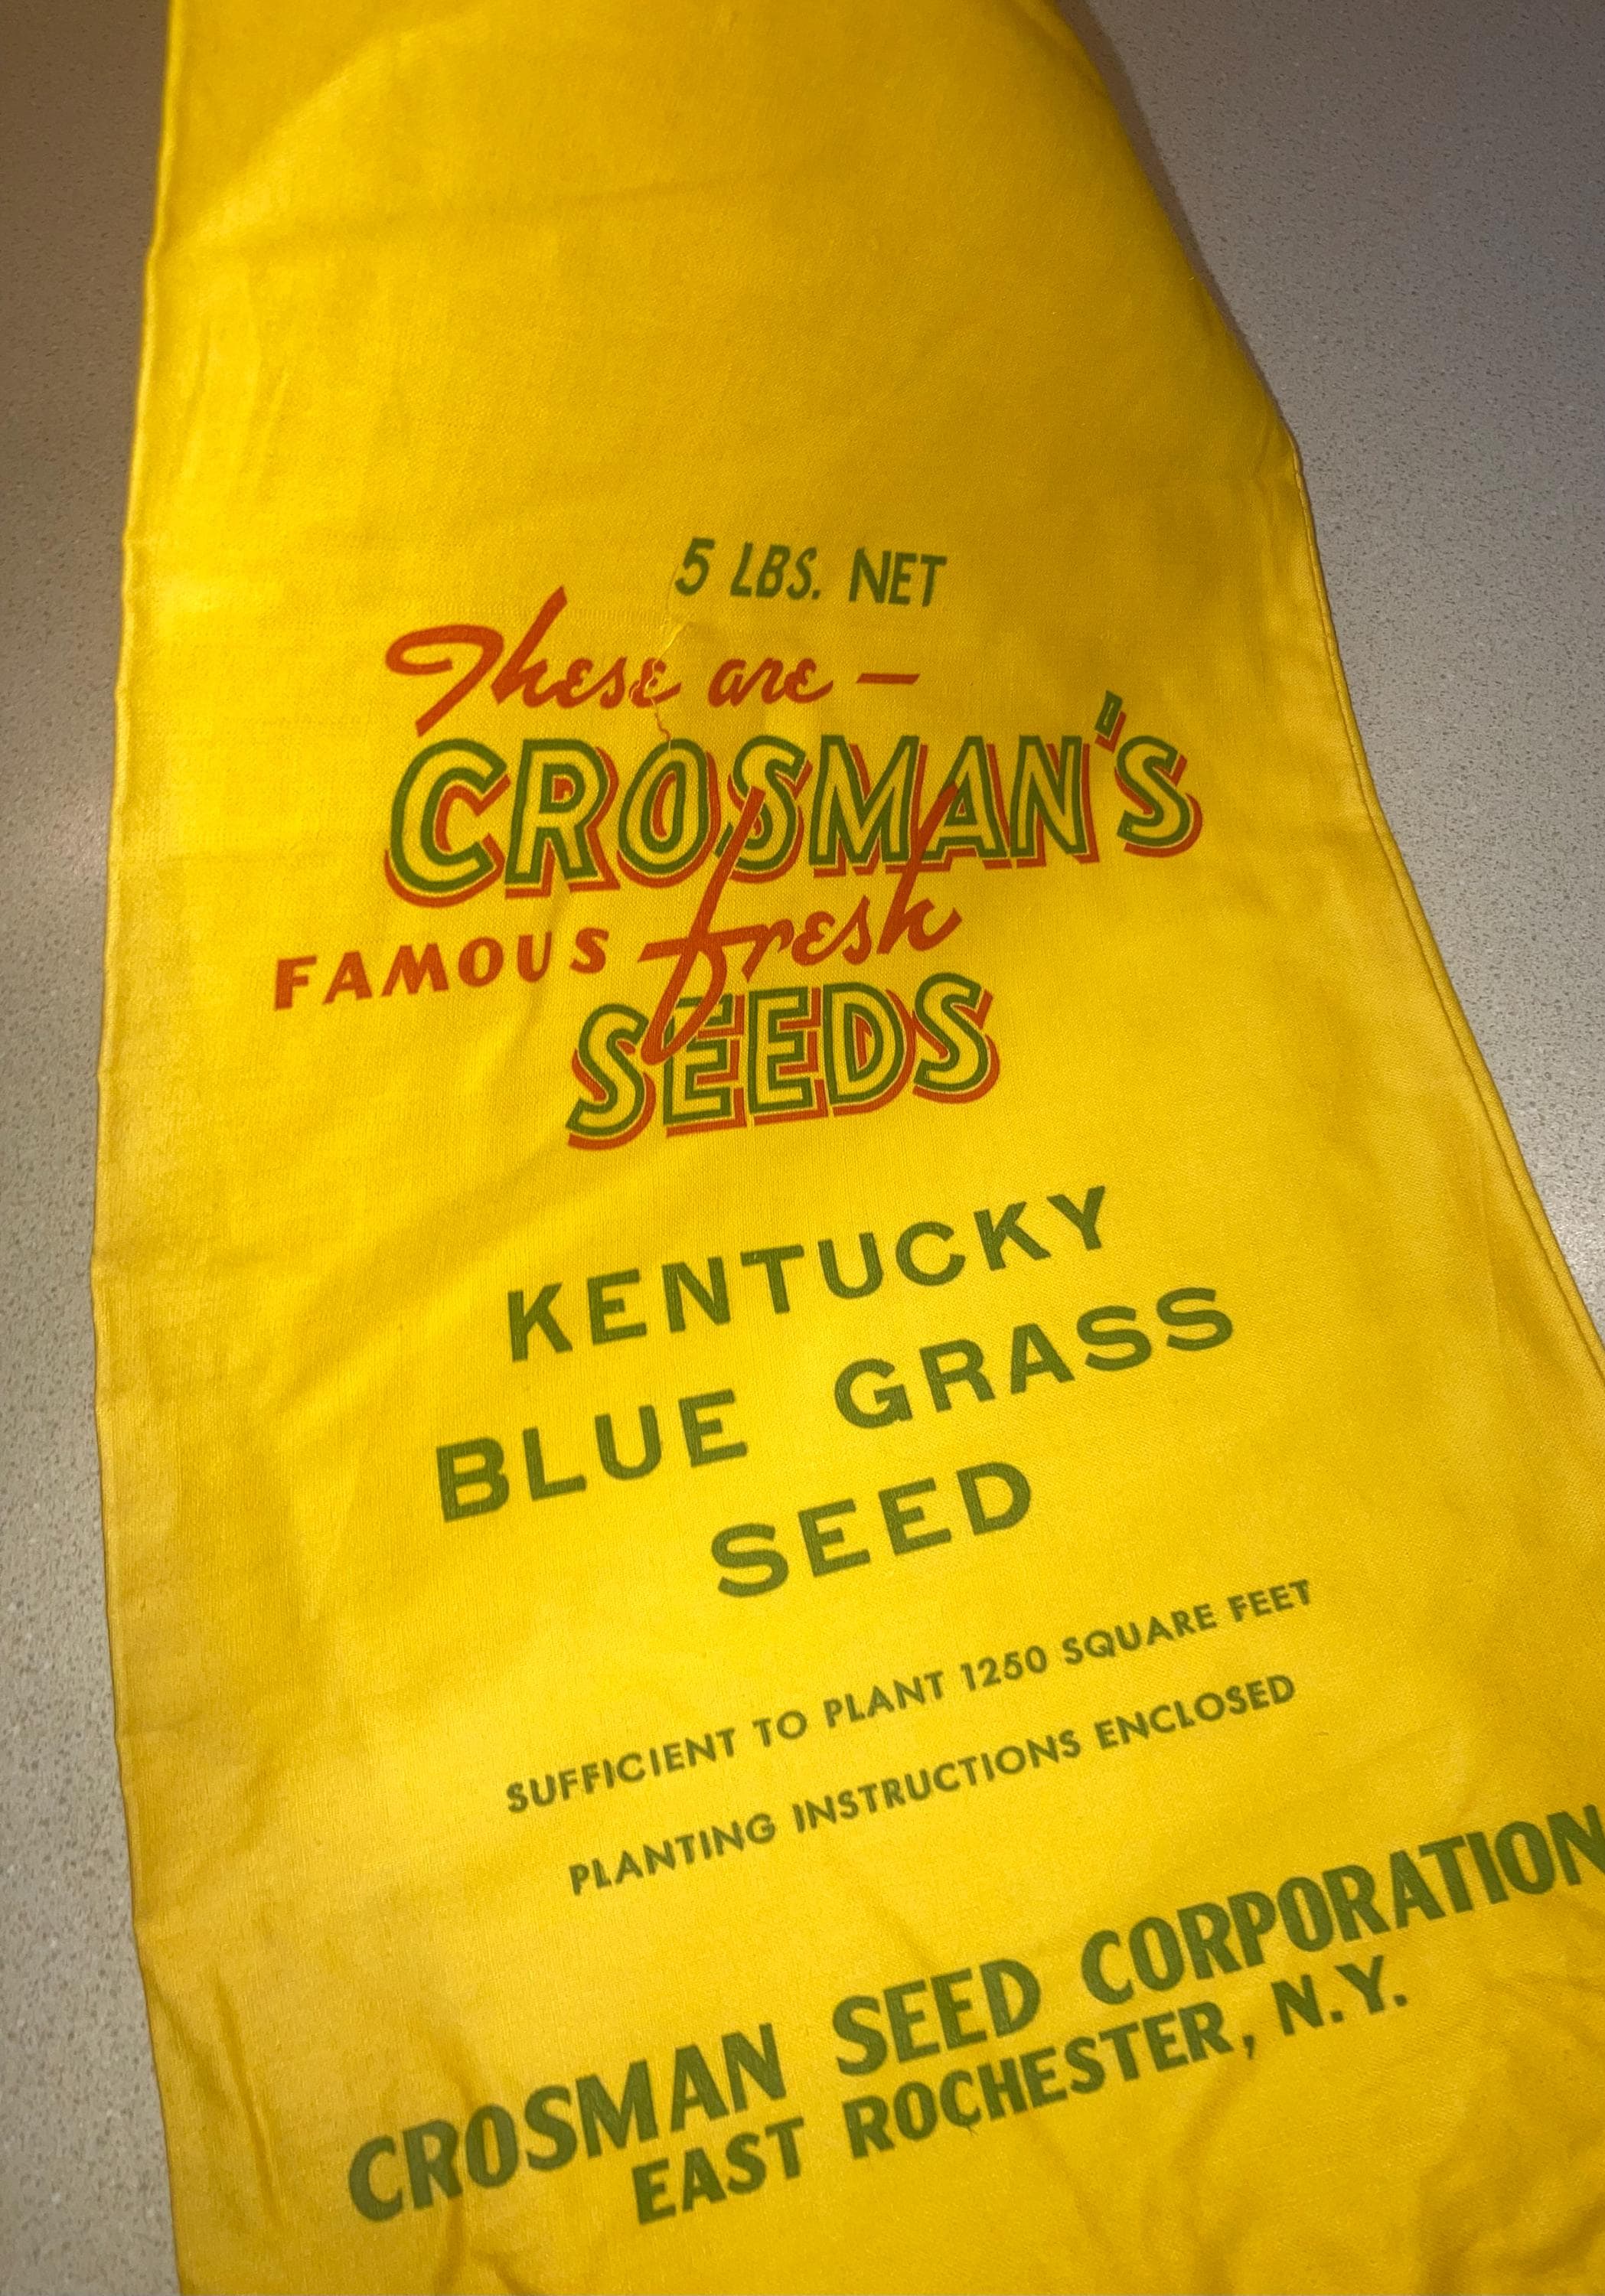 5 LBS. NET
These are —
CROSMAN'S
FAMOUS fresh
SEEDS
KENTUCKY
BLUE GRASS
SEED
SUFFICIENT TO PLANT 1250 SQUARE FEET
PLANTING INSTRUCTIONS ENCLOSED
CROSMAN SEED CORPORATION
EAST ROCHESTER, N.Y.